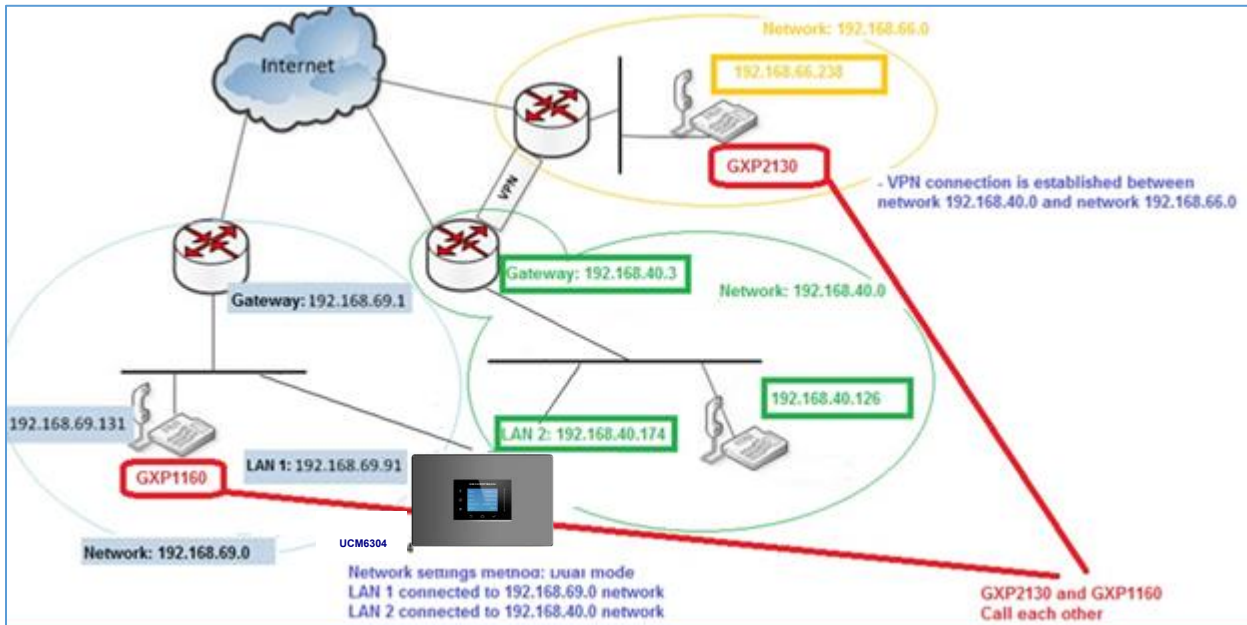 Internet
Network: 192.168.66.0
192.168.66.238
GXP2130
VPN
- VPN connection is established between
network 192.168.40.0 and network 192.168.66.0
Gateway: 192.168.40.3
Network: 192.168.40.0
Gateway: 192.168.69.1
192.168.69.131
GXP1160
LAN 1: 192.168.69.91
LAN 2: 192.168.40.174
192.168.40.126
Network: 192.168.69.0
UCM6304
Network settings method: Dual mode
LAN 1 connected to 192.168.69.0 network
LAN 2 connected to 192.168.40.0 network
GXP2130 and GXP1160
Call each other